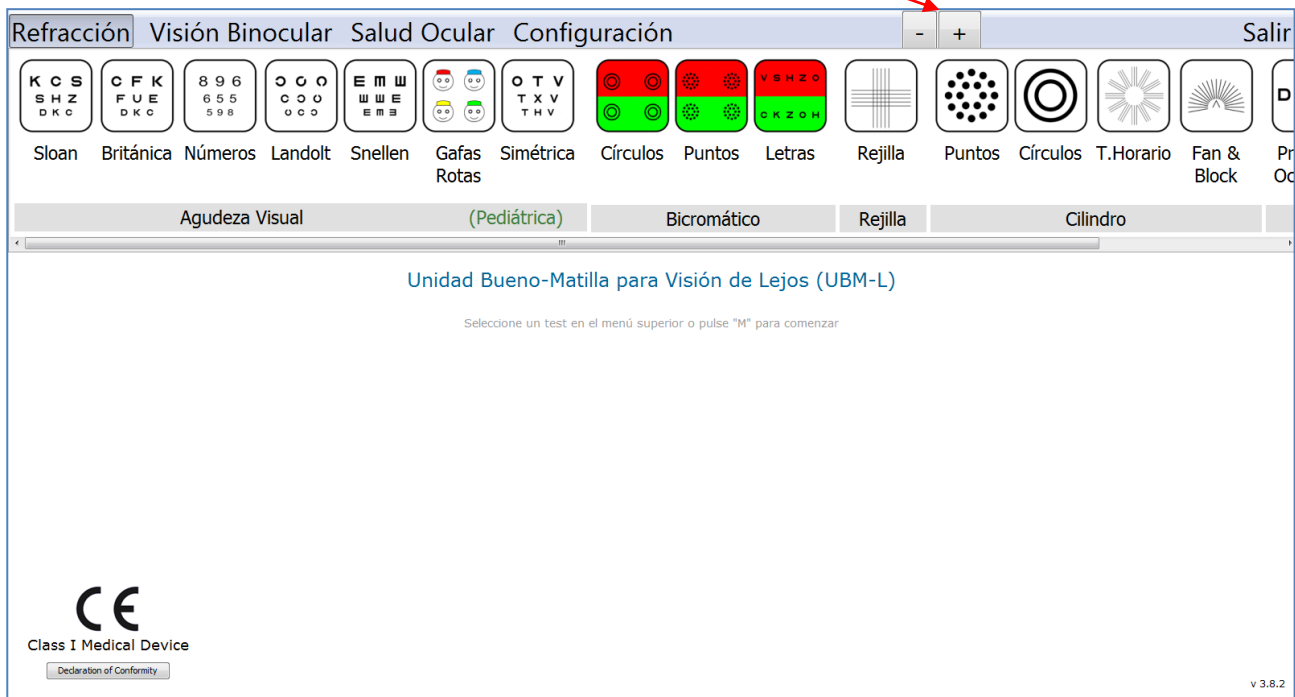 Refracción Visión Binocular Salud Ocular Configuración - + Salir
K C S
S H Z
D K C
C F K
F U E
D K C
8 9 6
6 5 5
5 9 8
O T V
T X V
T H V
V S H Z O
C K Z O H
D
Sloan Británica Números Landolt Snellen Gafas Rotas Simétrica Círculos Puntos Letras Rejilla Puntos Círculos T.Horario Fan & Block Pr Oc
Agudeza Visual (Pediátrica) Bicromático Rejilla Cilindro
Unidad Bueno-Matilla para Visión de Lejos (UBM-L)
Seleccione un test en el menú superior o pulse "M" para comenzar
CE
Class I Medical Device
Declaration of Conformity
v 3.8.2